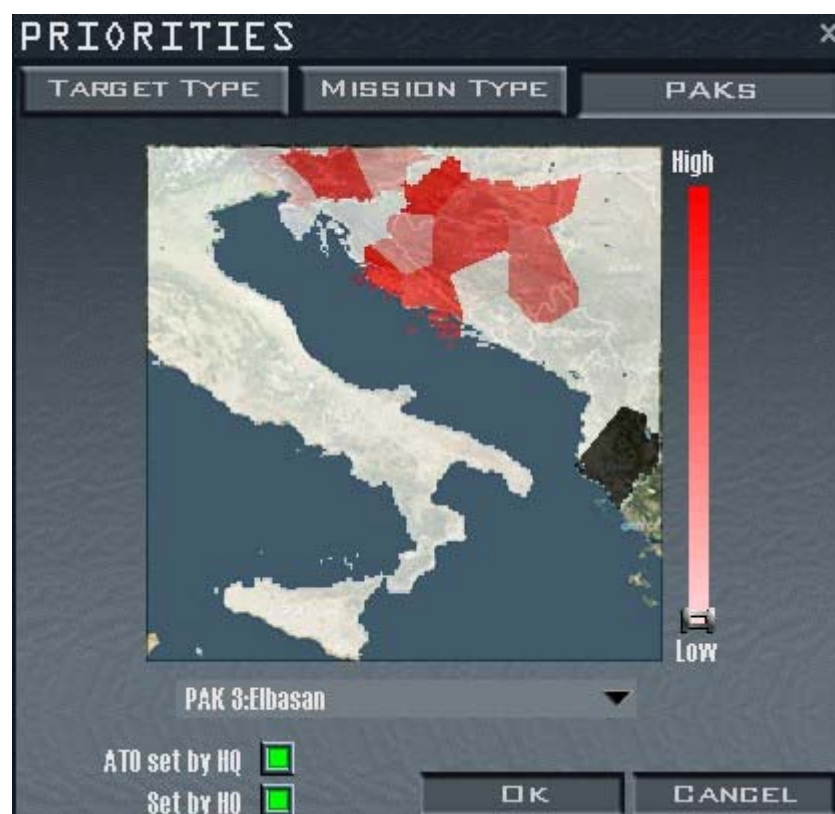 PRIORITIES
TARGET TYPE MISSION TYPE PAKS
High
Low
PAK 3:Elbasan
ATO set by HQ
Set by HQ
OK CANCEL